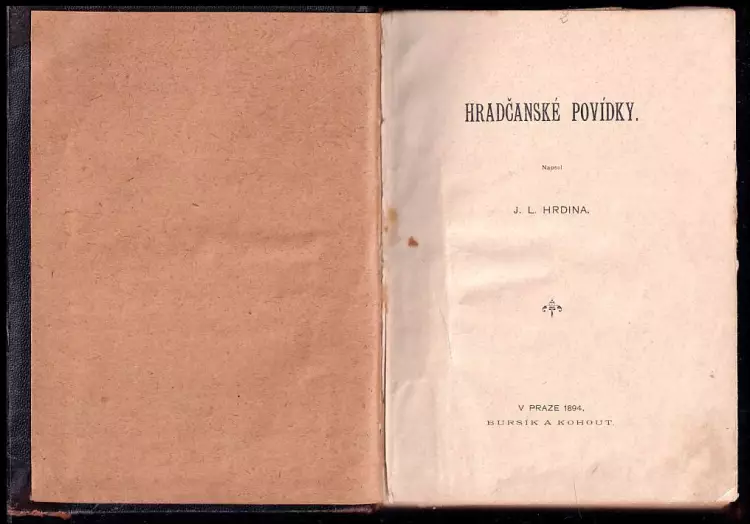 HRADČANSKÉ POVÍDKY.
Napsal
J. L. HRDINA.
V PRAZE 1894.
BURSÍK A KOHOUT.